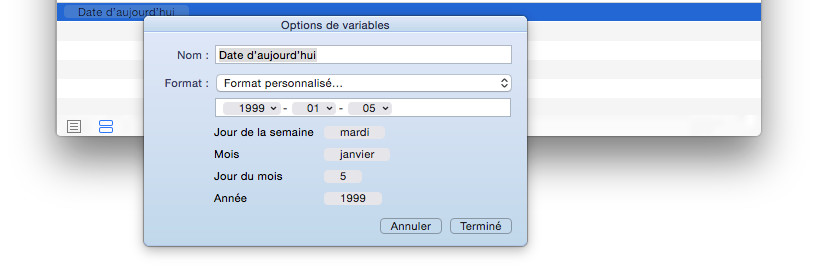 Date d'aujourd'hui
Options de variables
Nom : Date d'aujourd'hui
Format : Format personnalisé...
1999 - 01 - 05
Jour de la semaine mardi
Mois janvier
Jour du mois 5
Année 1999
Annuler Terminé